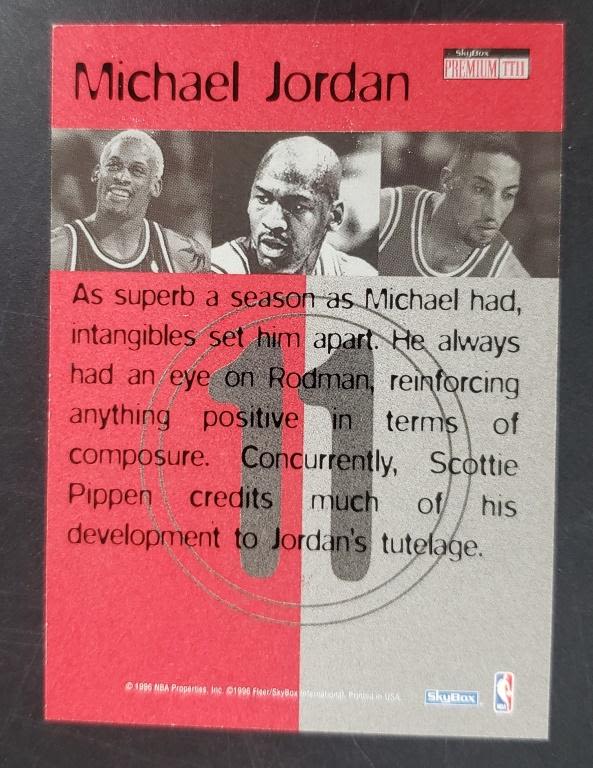 SkyBox
PREMIUM
Michael Jordan
As superb a season as Michael had,
intangibles set him apart. He always
had an eye on Rodman, reinforcing
anything positive in terms of
composure. Concurrently, Scottie
Pippen credits much of his
development to Jordan's tutelage.
11
© 1996 NBA Properties, Inc. ©1996 Fleer/SkyBox International. Printed in USA.
SkyBox
NBA